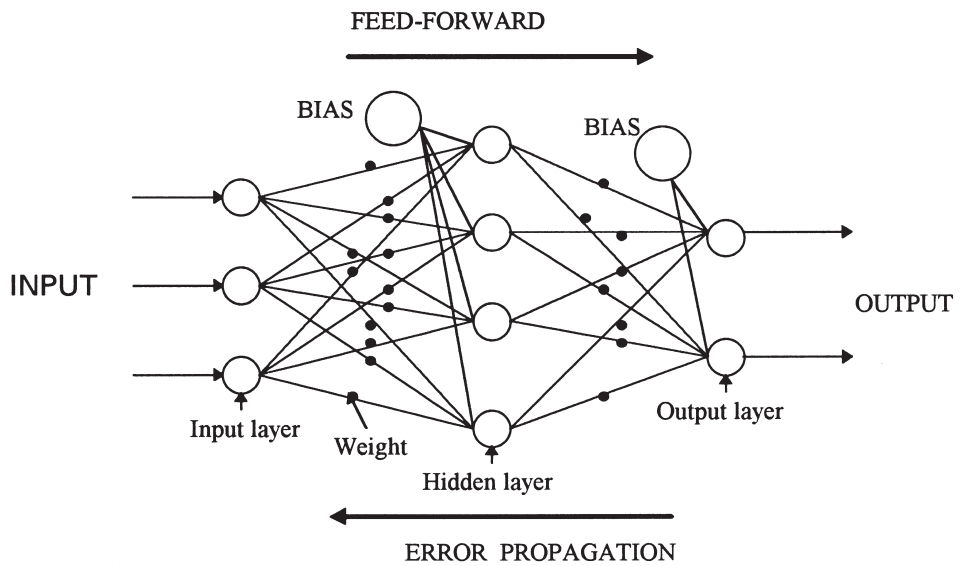 FEED-FORWARD
BIAS
BIAS
INPUT
OUTPUT
Input layer
Weight
Output layer
Hidden layer
ERROR PROPAGATION